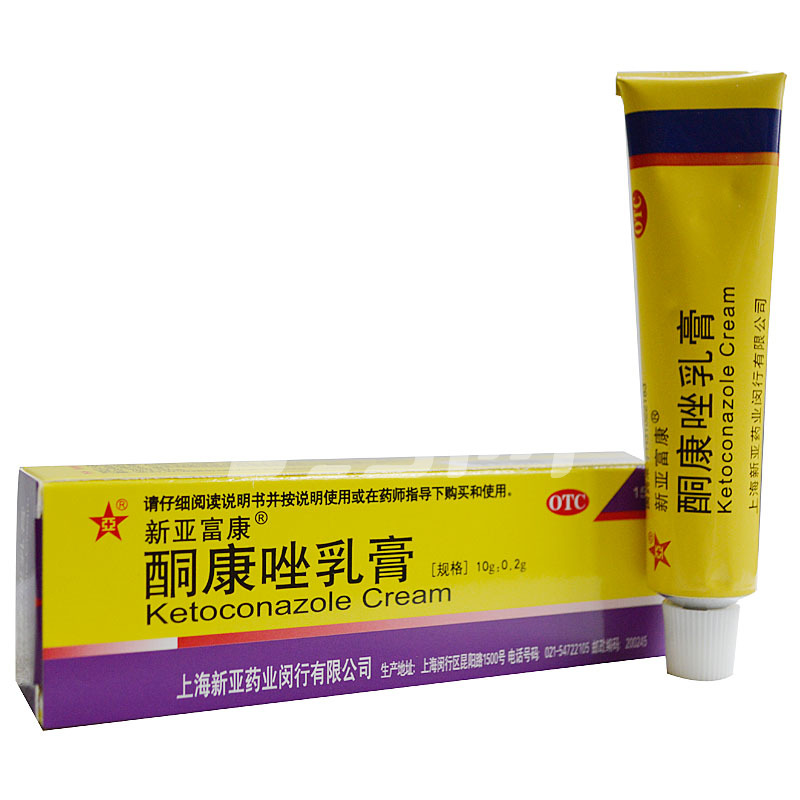 请仔细阅读说明书并按说明使用或在药师指导下购买和使用。
OTC
亞®
新亚富康®
酮康唑乳膏 [规格] 10g:0.2g
Ketoconazole Cream
上海新亚药业闵行有限公司 生产地址: 上海闵行区昆阳路1500号 电话号码: 021-54722105 邮政编码: 200245
OTC
新亚富康®
酮康唑乳膏
Ketoconazole Cream
上海新亚药业闵行有限公司